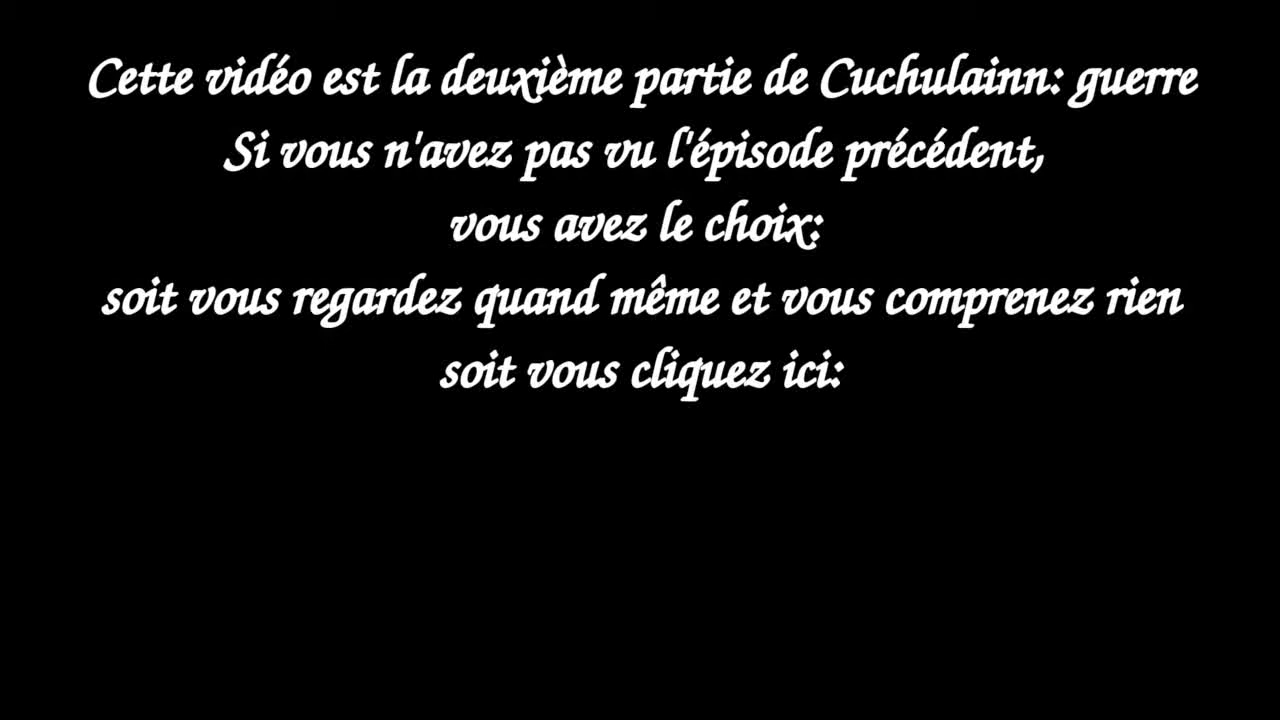 Cette vidéo est la deuxième partie de Cuchulainn: guerre
Si vous n'avez pas vu l'épisode précédent,
vous avez le choix:
soit vous regardez quand même et vous comprenez rien
soit vous cliquez ici: